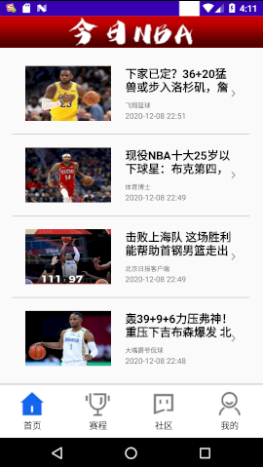 4:11
今日NBA
下家已定？36+20猛
兽或步入洛杉矶，詹
飞翔篮球
2020-12-08 22:51
现役NBA十大25岁以
下球星：布克第四，
体育博士
2020-12-08 22:49
击败上海队 这场胜利
能帮助首钢男篮走出
北京日报客户端
2020-12-08 22:49
111 - 97
轰39+9+6力压弗神！
重压下吉布森爆发 北
大嘴爵爷侃球
2020-12-08 22:48
首页
赛程
社区
我的